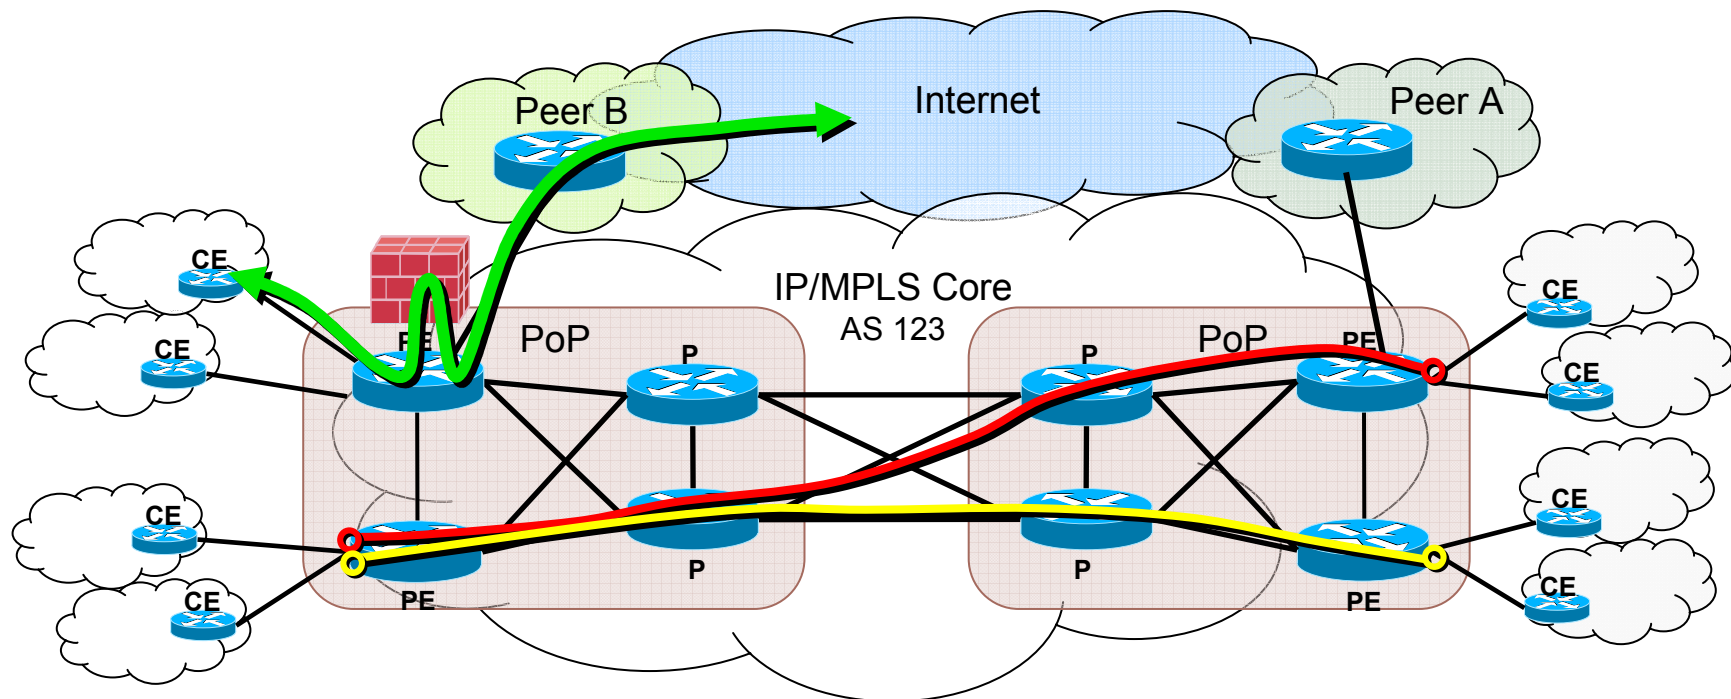 Internet
Peer B
Peer A
CE
CE
IP/MPLS Core
AS 123
PE
PoP
P
P
PoP
PE
CE
CE
CE
CE
PE
P
P
PE
CE
CE